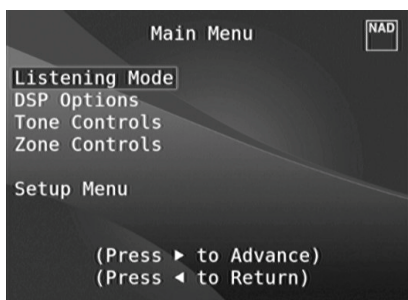 Main Menu
NAD
Listening Mode
DSP Options
Tone Controls
Zone Controls
Setup Menu
(Press ► to Advance)
(Press ◄ to Return)